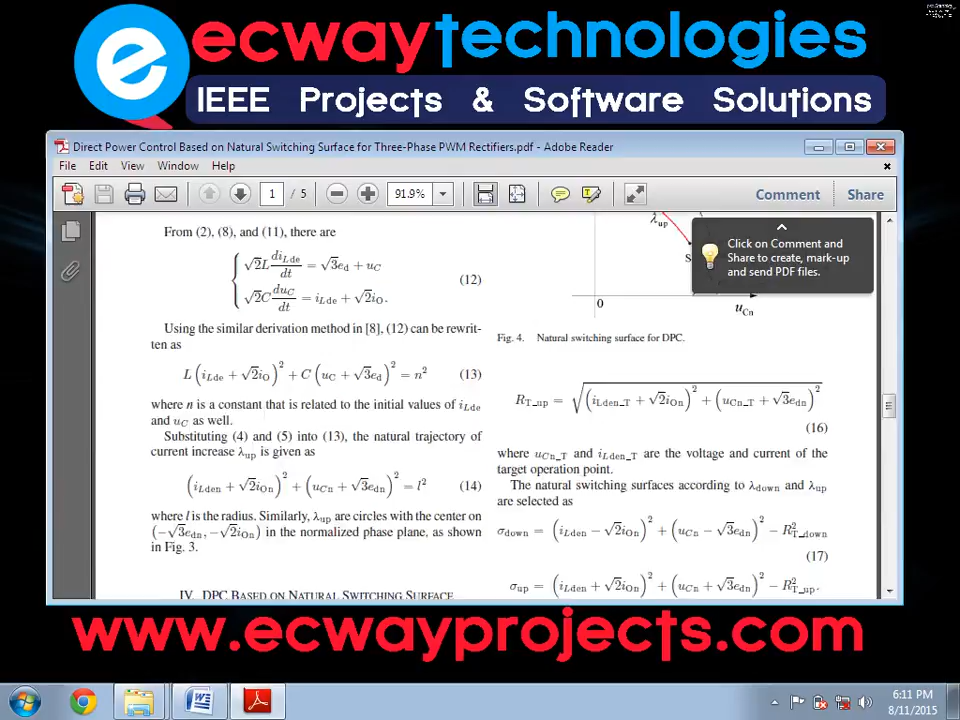 ecwaytechnologies
IEEE Projects & Software Solutions
Direct Power Control Based on Natural Switching Surface for Three-Phase PWM Rectifiers.pdf - Adobe Reader
File Edit View Window Help
1 / 5 91.9% Comment Share
From (2), (8), and (11), there are
{ √2L di_Lde/dt = √3e_d + u_C
√2C du_C/dt = i_Lde + √2i_O. (12)
Using the similar derivation method in [8], (12) can be rewrit-
ten as
L (i_Lde + √2i_O)^2 + C (u_C + √3e_d)^2 = n^2 (13)
where n is a constant that is related to the initial values of i_Lde
and u_C as well.
Substituting (4) and (5) into (13), the natural trajectory of
current increase λ_up is given as
(i_Lden + √2i_On)^2 + (u_Cn + √3e_dn)^2 = l^2 (14)
where l is the radius. Similarly, λ_up are circles with the center on
(−√3e_dn, −√2i_On) in the normalized phase plane, as shown
in Fig. 3.
IV. DPC BASED ON NATURAL SWITCHING SURFACE
λ_up
S
0
u_Cn
Click on Comment and
Share to create, mark-up
and send PDF files.
Fig. 4. Natural switching surface for DPC.
R_T_up = √((i_Lden_T + √2i_On)^2 + (u_Cn_T + √3e_dn)^2)
(16)
where u_Cn_T and i_Lden_T are the voltage and current of the
target operation point.
The natural switching surfaces according to λ_down and λ_up
are selected as
σ_down = (i_Lden − √2i_On)^2 + (u_Cn − √3e_dn)^2 − R^2_T_down
(17)
σ_up = (i_Lden + √2i_On)^2 + (u_Cn + √3e_dn)^2 − R^2_T_up.
www.ecwayprojects.com
6:11 PM
8/11/2015